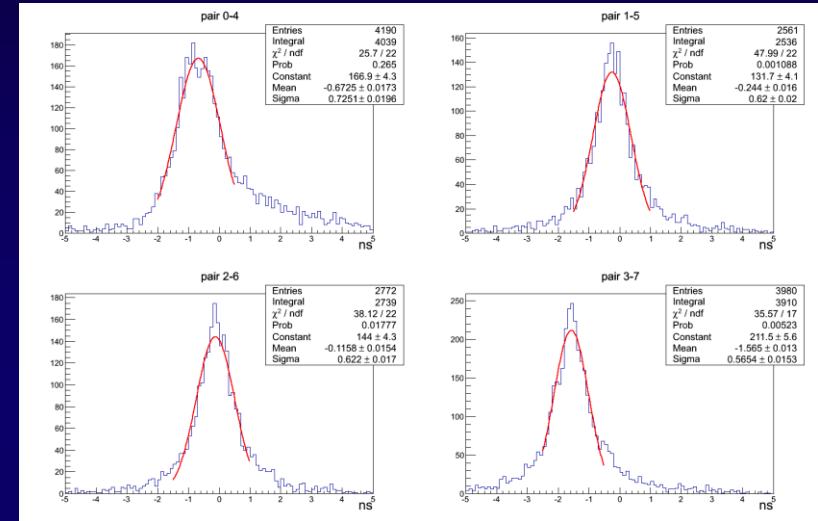 pair 0-4
Entries 4190
Integral 4039
χ² / ndf 25.7 / 22
Prob 0.265
Constant 166.9 ± 4.3
Mean -0.6725 ± 0.0173
Sigma 0.7251 ± 0.0196
180
160
140
120
100
80
60
40
20
0
-5 -4 -3 -2 -1 0 1 2 3 4 5
ns
pair 1-5
Entries 2561
Integral 2536
χ² / ndf 47.99 / 22
Prob 0.001088
Constant 131.7 ± 4.1
Mean -0.244 ± 0.016
Sigma 0.62 ± 0.02
160
140
120
100
80
60
40
20
0
-5 -4 -3 -2 -1 0 1 2 3 4 5
ns
pair 2-6
Entries 2772
Integral 2739
χ² / ndf 38.12 / 22
Prob 0.01777
Constant 144 ± 4.3
Mean -0.1158 ± 0.0154
Sigma 0.622 ± 0.017
180
160
140
120
100
80
60
40
20
0
-5 -4 -3 -2 -1 0 1 2 3 4 5
ns
pair 3-7
Entries 3980
Integral 3910
χ² / ndf 35.57 / 17
Prob 0.00523
Constant 211.5 ± 5.6
Mean -1.565 ± 0.013
Sigma 0.5654 ± 0.0153
250
200
150
100
50
0
-5 -4 -3 -2 -1 0 1 2 3 4 5
ns